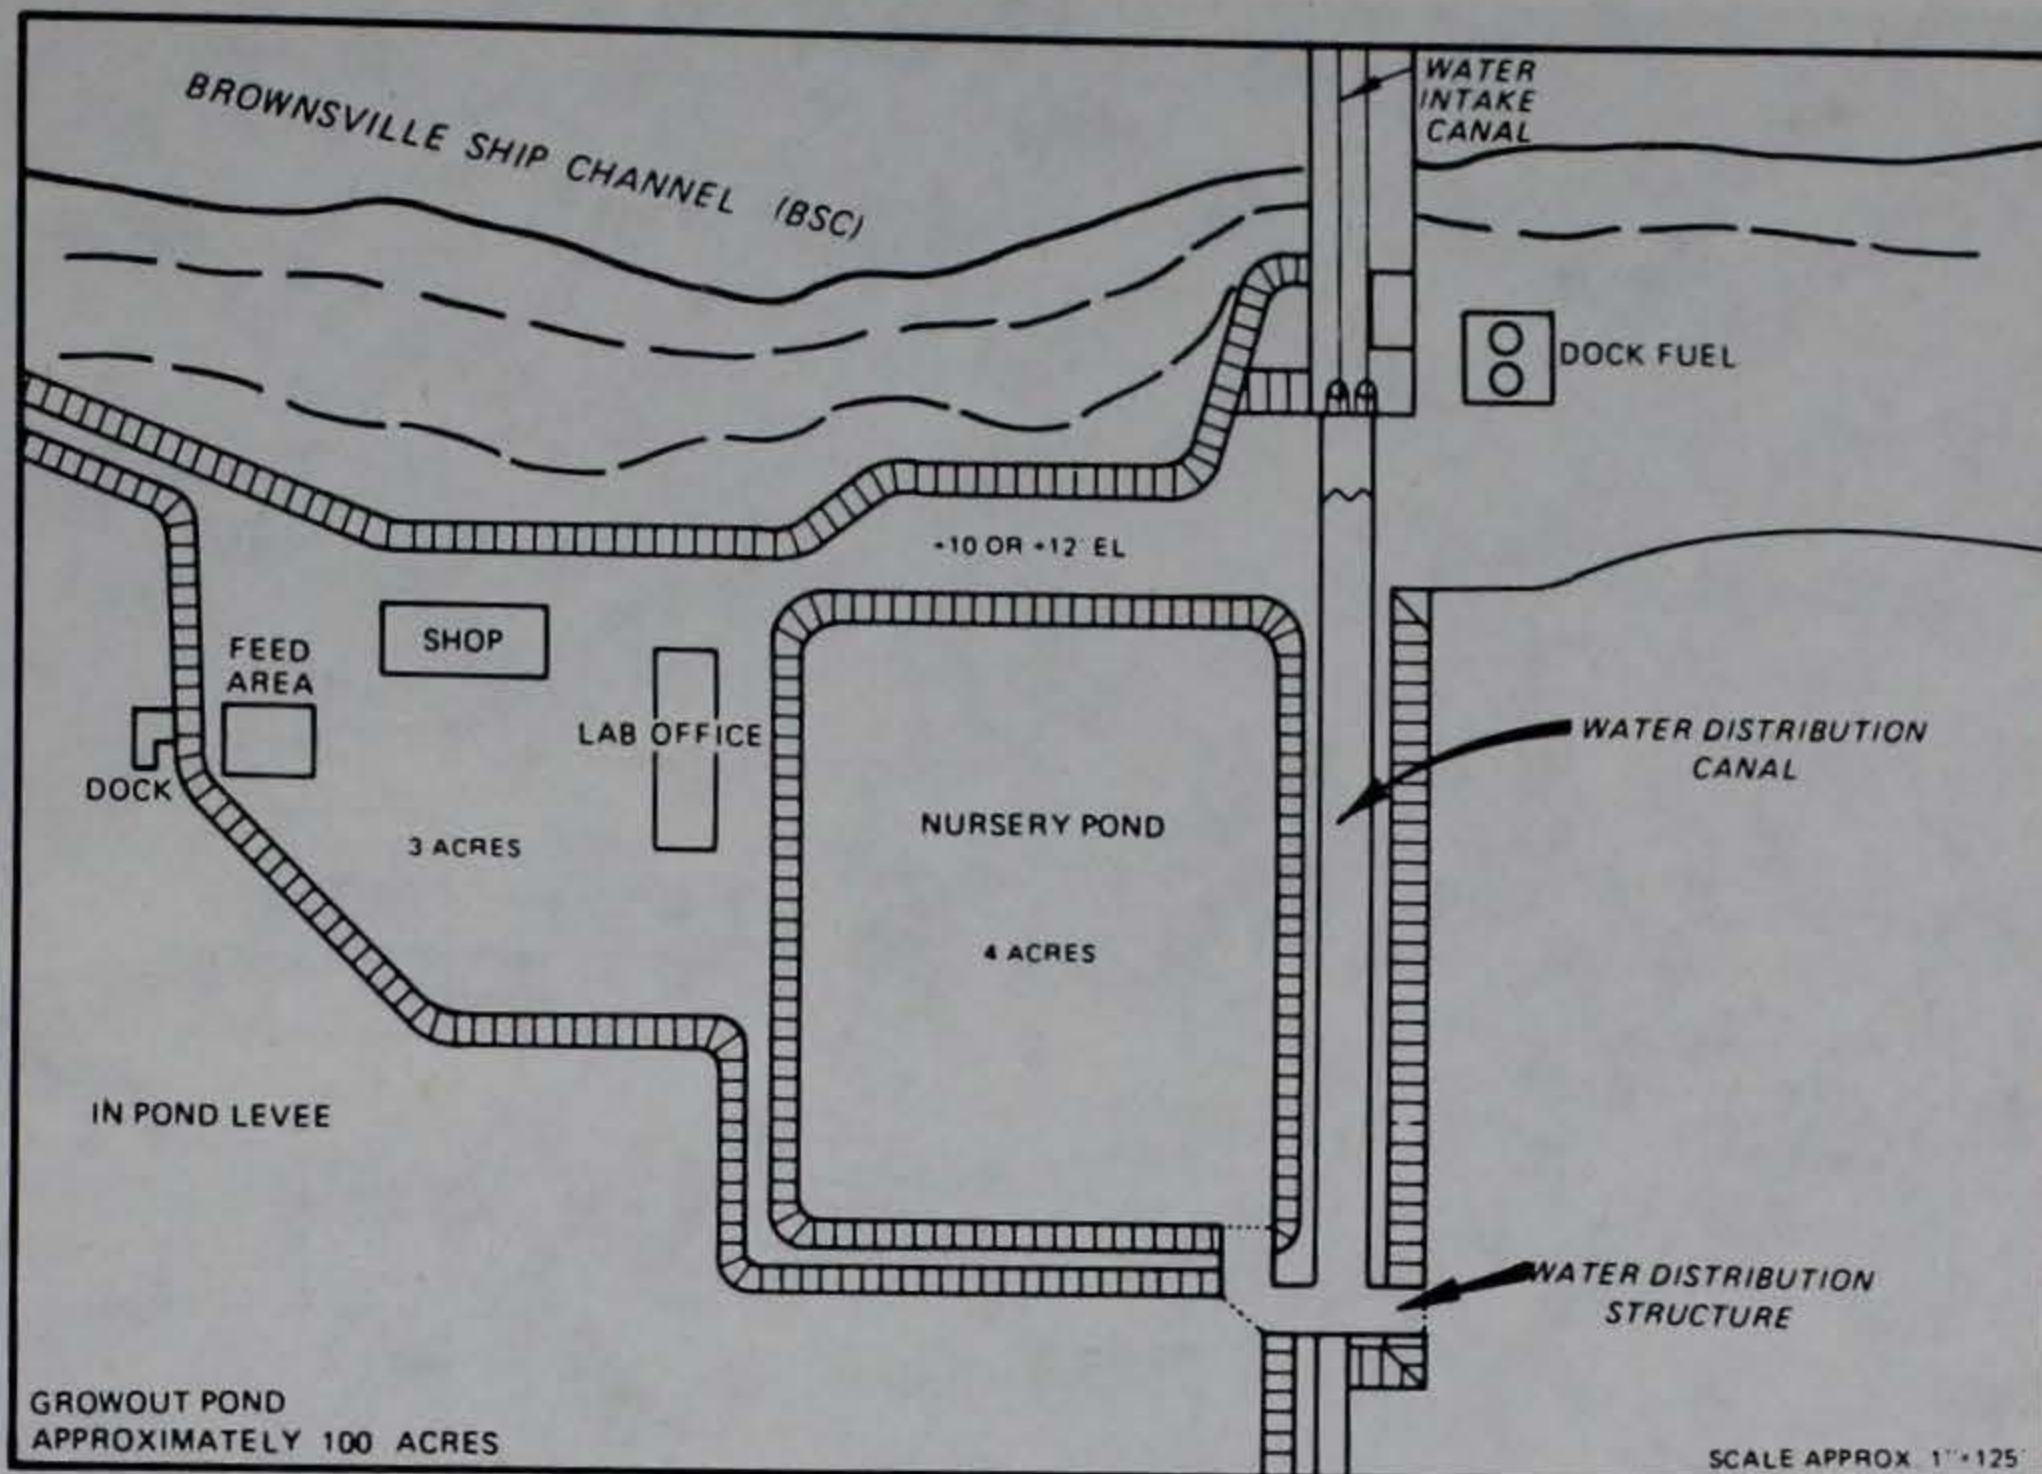 BROWNSVILLE SHIP CHANNEL (BSC)
WATER
INTAKE
CANAL
DOCK FUEL
+10 OR +12' EL
SHOP
FEED
AREA
LAB OFFICE
DOCK
3 ACRES
NURSERY POND
4 ACRES
WATER DISTRIBUTION
CANAL
IN POND LEVEE
WATER DISTRIBUTION
STRUCTURE
GROWOUT POND
APPROXIMATELY 100 ACRES
SCALE APPROX 1"=125'